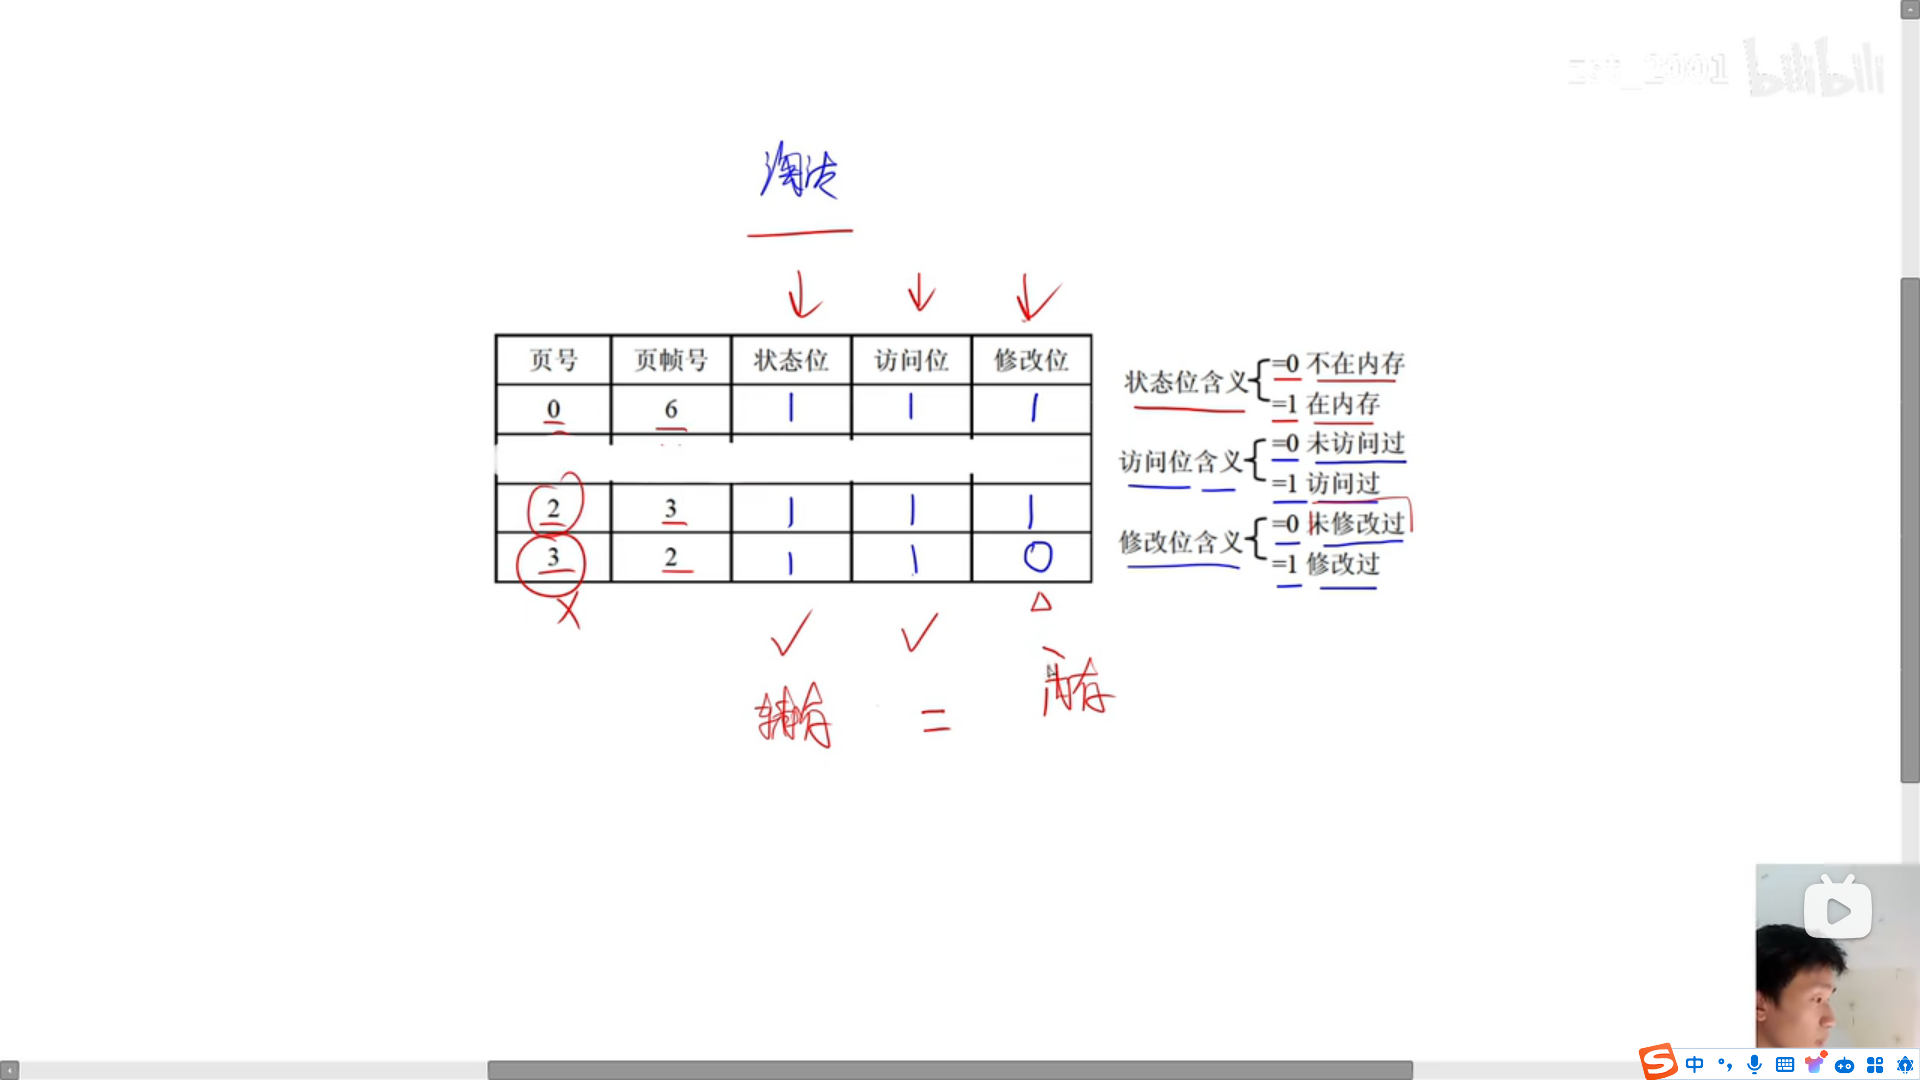 bilibili
淘汰
页号 页帧号 状态位 访问位 修改位
0 6 1 1 1
2 3 1 1 1
3 2 1 1 0
状态位含义
=0 不在内存
=1 在内存
访问位含义
=0 未访问过
=1 访问过
修改位含义
=0 未修改过
=1 修改过
辅存 = 内存
中